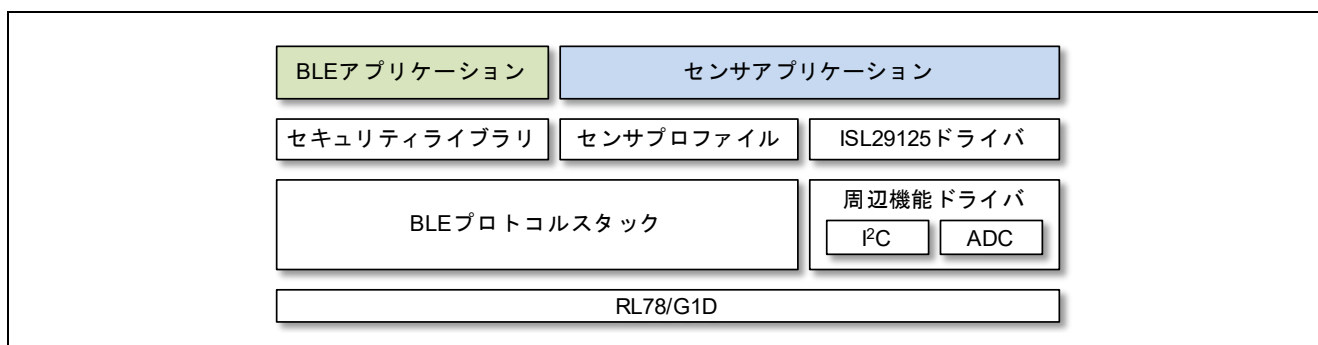 BLEアプリケーション
センサアプリケーション
セキュリティライブラリ
センサプロファイル
ISL29125ドライバ
BLEプロトコルスタック
周辺機能ドライバ
I²C
ADC
RL78/G1D